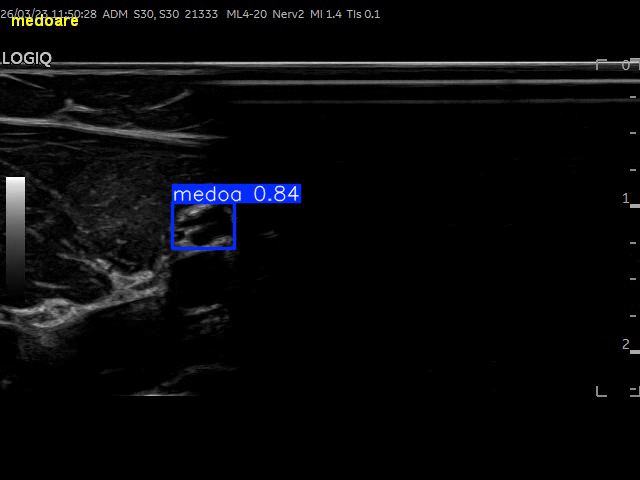 26/03/23 11:50:28 ADM S30, S30 21333 ML4-20 Nerv2 MI 1.4 TIs 0.1
medoare
LOGIQ
0
medoa 0.84
1
2